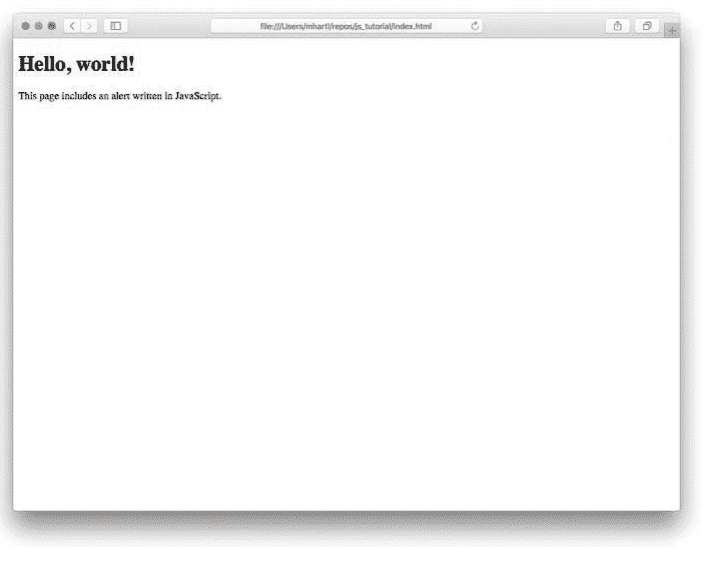 file:///Users/mhartl/repos/js_tutorial/index.html
Hello, world!
This page includes an alert written in JavaScript.